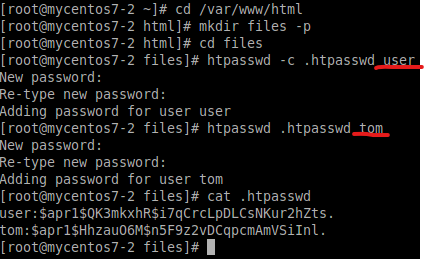 [root@mycentos7-2 ~]# cd /var/www/html
[root@mycentos7-2 html]# mkdir files -p
[root@mycentos7-2 html]# cd files
[root@mycentos7-2 files]# htpasswd -c .htpasswd user
New password:
Re-type new password:
Adding password for user user
[root@mycentos7-2 files]# htpasswd .htpasswd tom
New password:
Re-type new password:
Adding password for user tom
[root@mycentos7-2 files]# cat .htpasswd
user:$apr1$QK3mkxhR$i7qCrcLpDLCsNKur2hZts.
tom:$apr1$HhzauO6M$n5F9z2vDCqpcmAmVSiInl.
[root@mycentos7-2 files]#